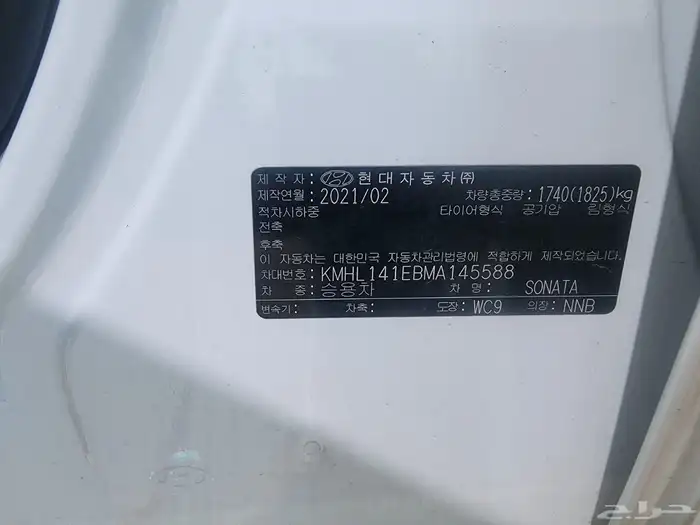 제 작 자 : 현대자동차㈜
제작연월 : 2021/02 차량총중량 : 1740(1825)kg
적차시하중 타이어형식 공기압 림형식
전축
후축
이 자동차는 대한민국 자동차관리법령에 적합하게 제작되었습니다.
차대번호 : KMHL141EBMA145588
차 종 : 승용차 차 명 : SONATA
변속기 : 차축 : 도장 : WC9 의장 : NNB
حراج